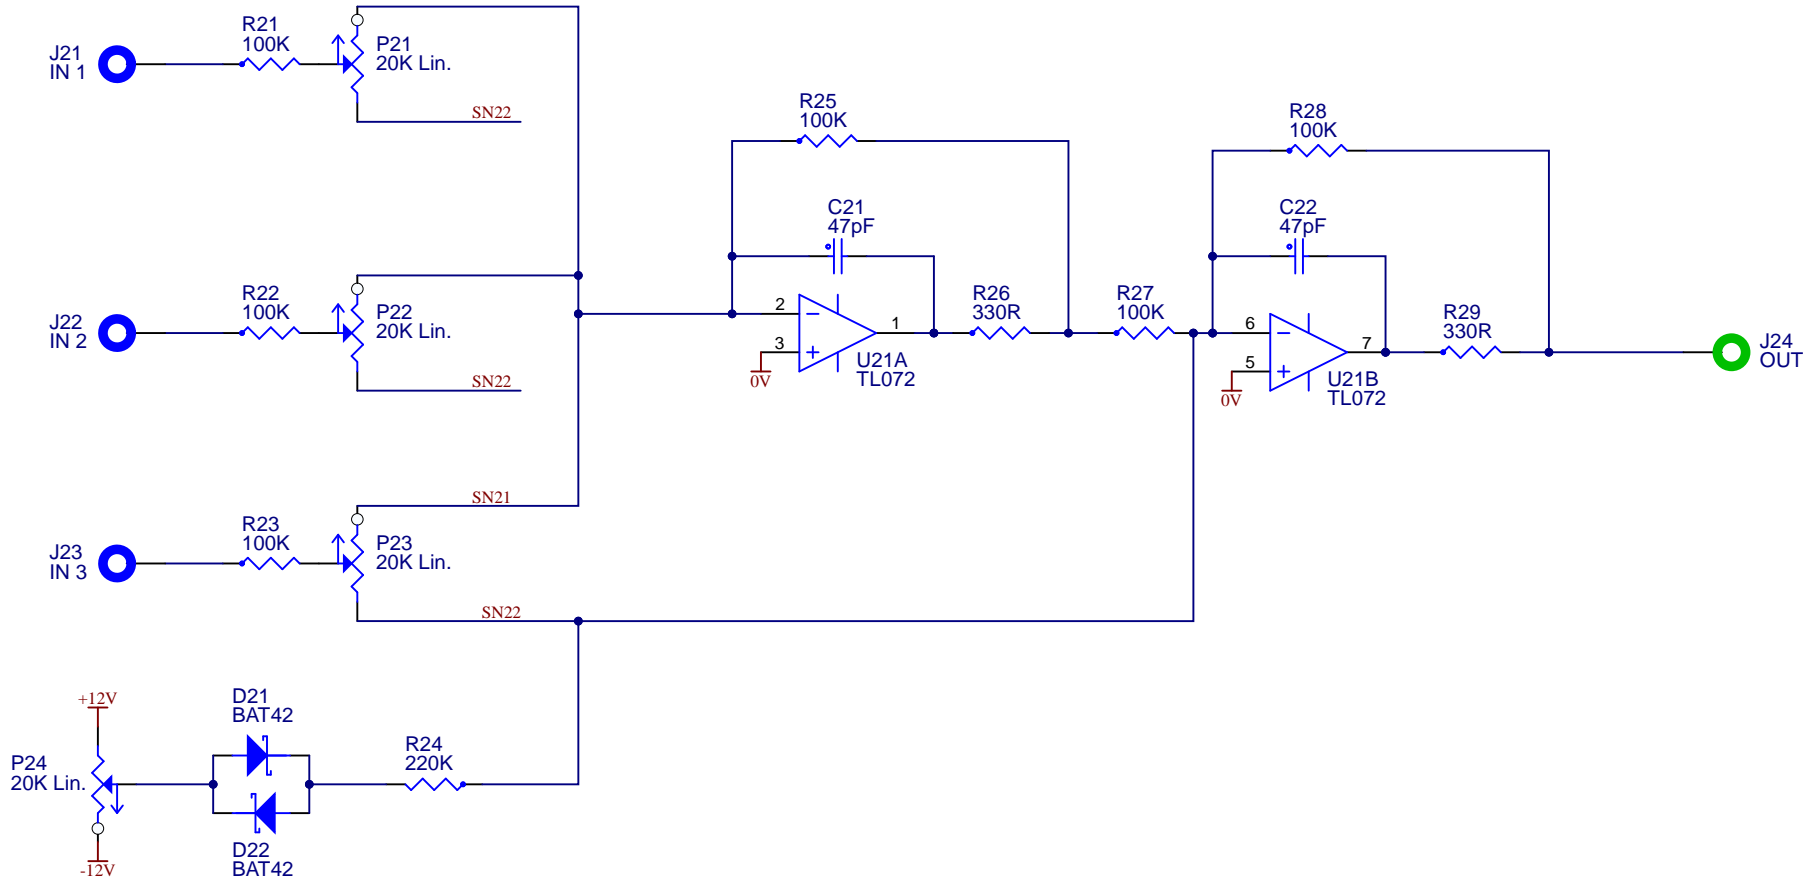 J21
IN 1
R21
100K
P21
20K Lin.
SN22
J22
IN 2
R22
100K
P22
20K Lin.
SN22
J23
IN 3
R23
100K
P23
20K Lin.
SN21
SN22
+12V
P24
20K Lin.
-12V
D21
BAT42
D22
BAT42
R24
220K
R25
100K
C21
47pF
2
3
1
0V
U21A
TL072
R26
330R
R27
100K
R28
100K
C22
47pF
6
5
7
0V
U21B
TL072
R29
330R
J24
OUT